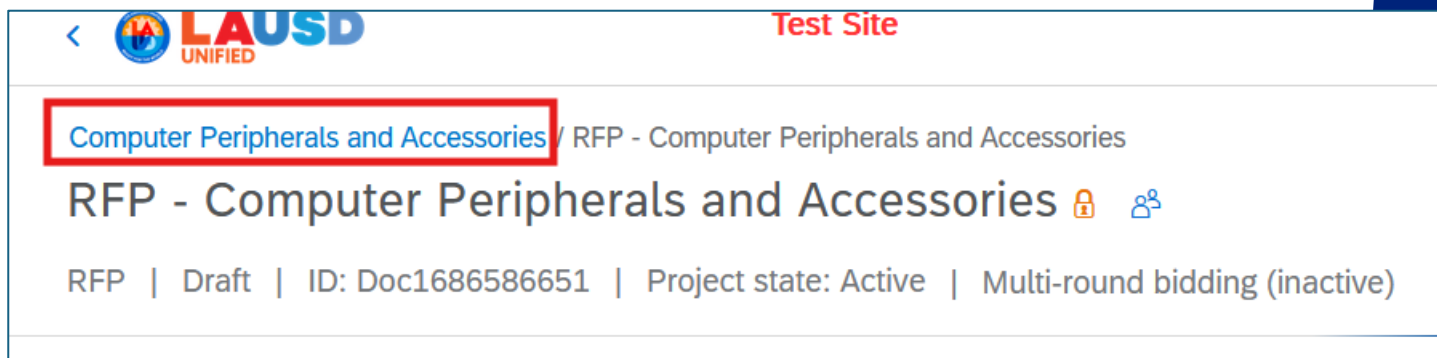 < LAUSD Test Site
UNIFIED
Computer Peripherals and Accessories / RFP - Computer Peripherals and Accessories
RFP - Computer Peripherals and Accessories
RFP | Draft | ID: Doc1686586651 | Project state: Active | Multi-round bidding (inactive)